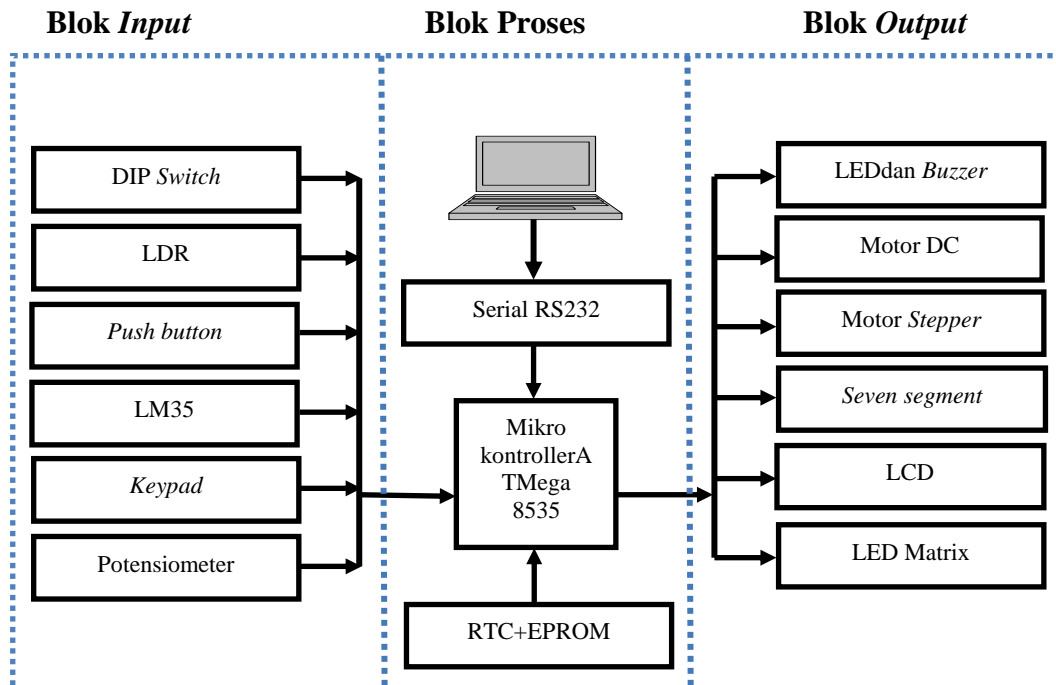 Blok Input
Blok Proses
Blok Output
DIP Switch
LDR
Push button
LM35
Keypad
Potensiometer
Serial RS232
Mikro
kontrollerA
TMega
8535
RTC+EPROM
LEDdan Buzzer
Motor DC
Motor Stepper
Seven segment
LCD
LED Matrix